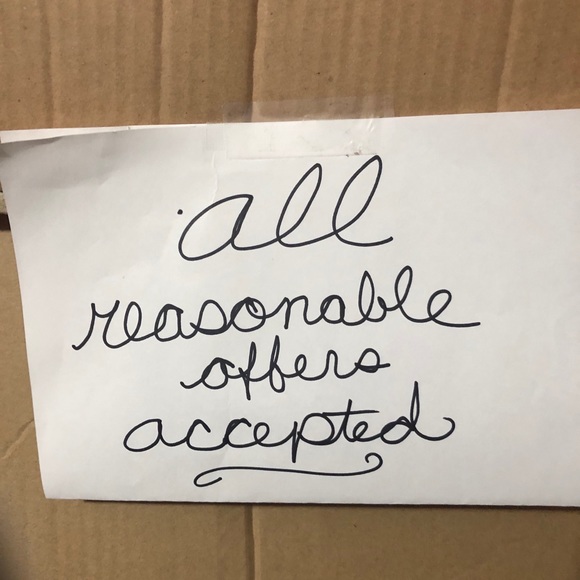 all
reasonable
offers
accepted